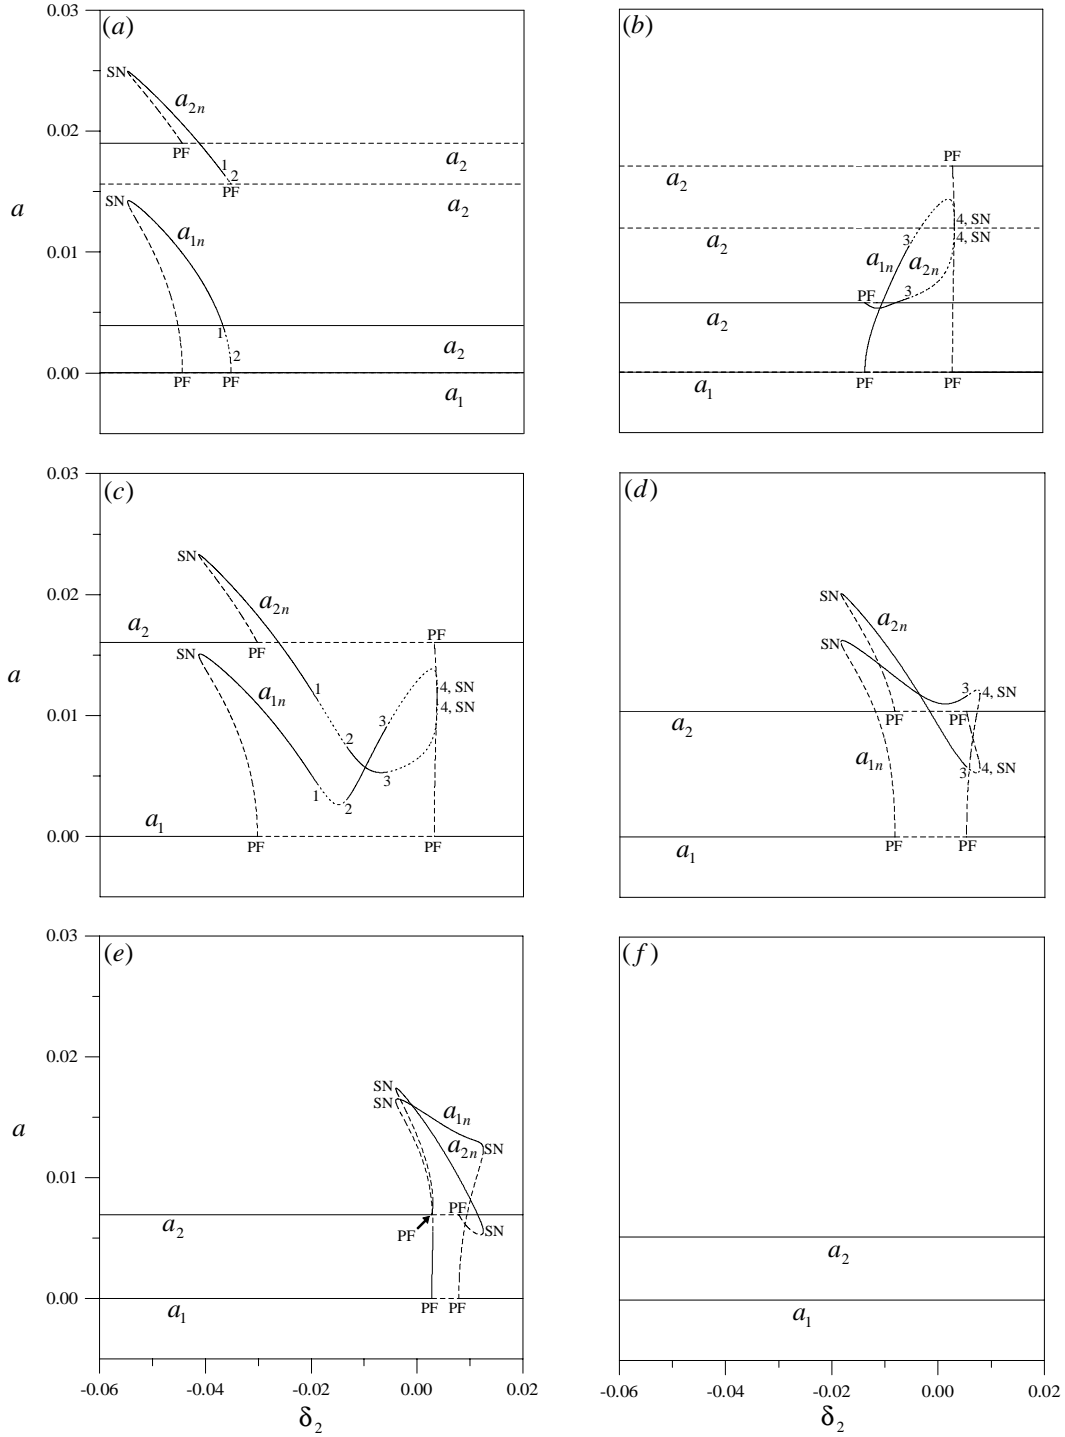 0.03
(a)
(b)
SN
a2n
0.02
PF
PF
1
a2
a2
2
PF
SN
a2
a
4, SN
a1n
a2
3
4, SN
0.01
a1n
a2n
PF
3
1
a2
a2
2
0.00
PF
PF
PF
PF
a1
a1
0.03
(c)
(d)
SN
a2n
SN
0.02
a2
PF
a2n
PF
SN
SN
a
a1n
1
4, SN
3
4, SN
4, SN
0.01
3
PF
PF
a2
2
a1n
3
3
4, SN
1
2
a1
0.00
PF
PF
PF
PF
a1
0.03
(e)
(f)
0.02
SN
SN
a1n
a
a2n
SN
0.01
PF
a2
PF
SN
a2
0.00
a1
PF
PF
a1
-0.06
-0.04
-0.02
0.00
0.02
-0.06
-0.04
-0.02
0.00
0.02
δ2
δ2